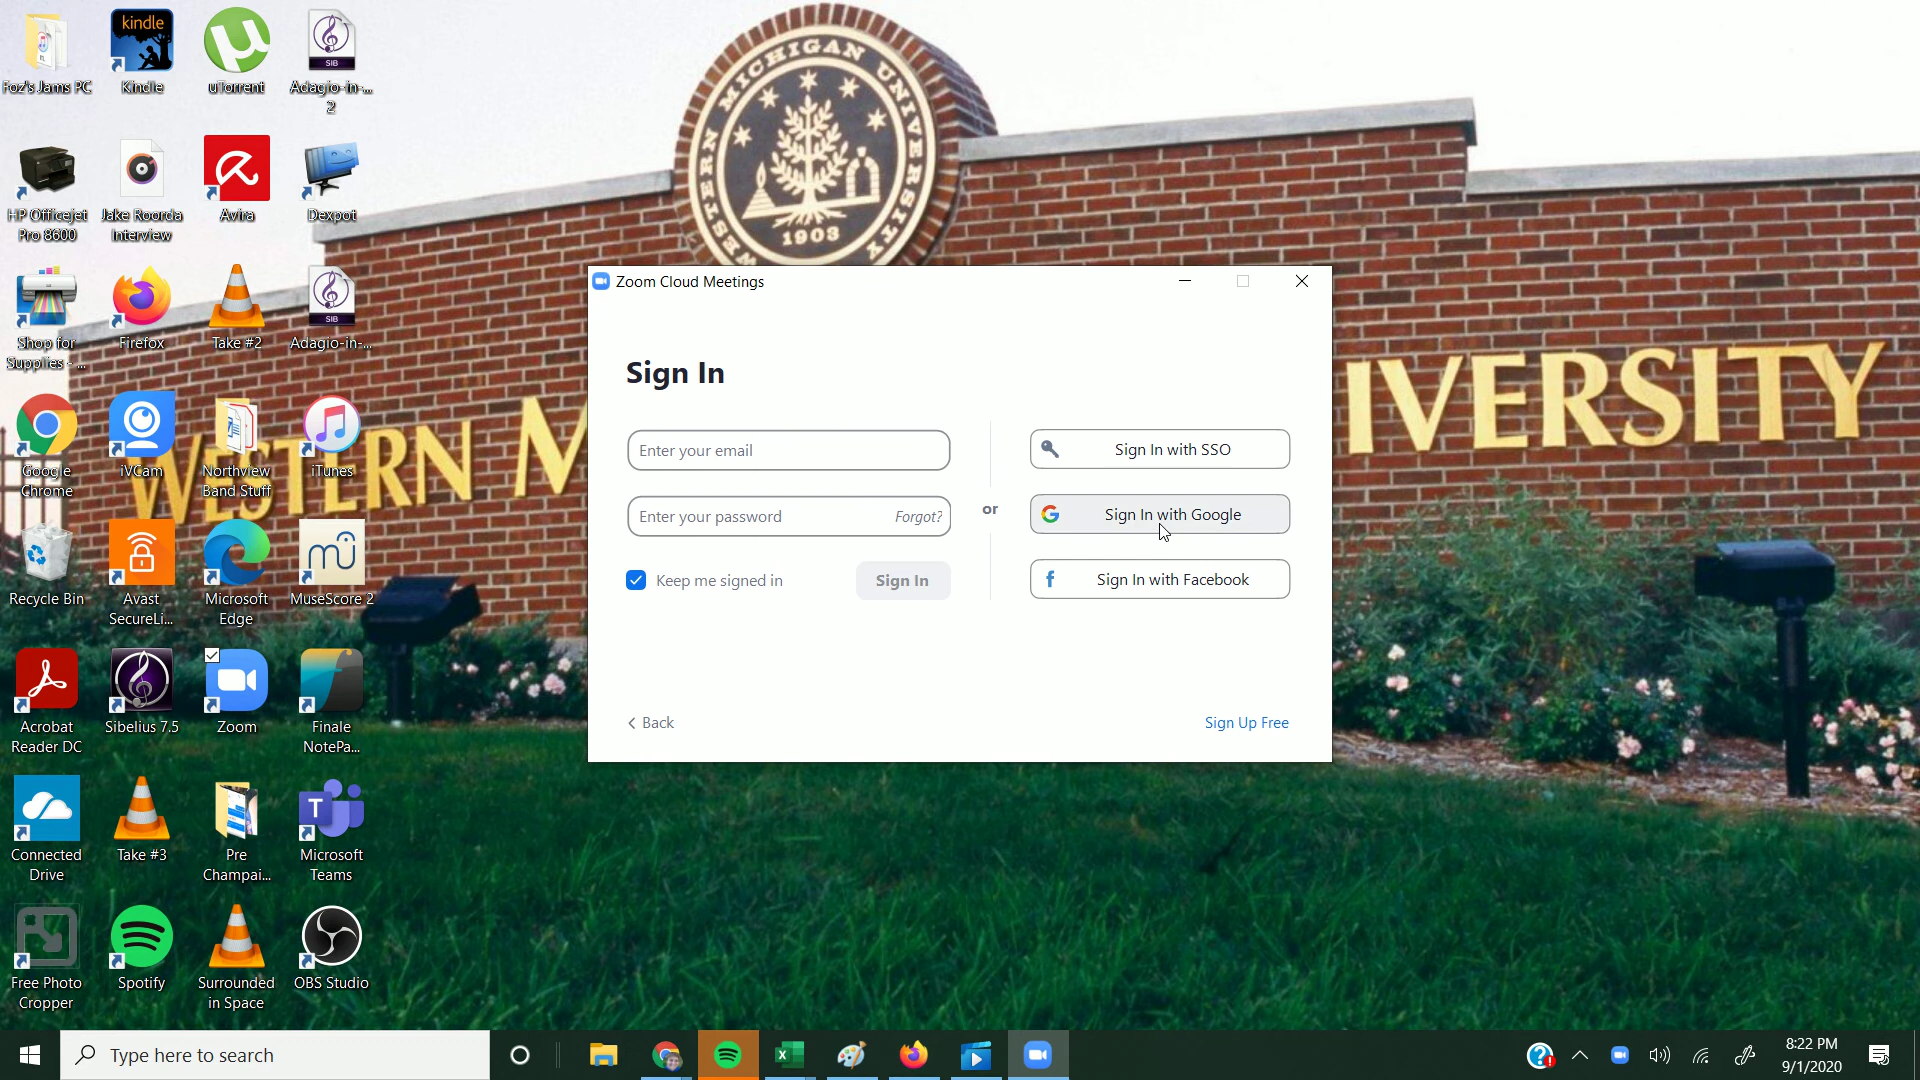 Foz's Jams PC
Kindle
kindle
uTorrent
SIB
Adagio-in-...
2
HP Officejet
Pro 8600
Jake Roorda
Interview
Avira
Dexpot
Shop for
Supplies - ...
Firefox
Take #2
SIB
Adagio-in-...
Google
Chrome
iVCam
Northview
Band Stuff
iTunes
Recycle Bin
Avast
SecureLi...
Microsoft
Edge
MuseScore 2
Acrobat
Reader DC
Sibelius 7.5
Zoom
Finale
NotePa...
Connected
Drive
Take #3
Pre
Champai...
Microsoft
Teams
Free Photo
Cropper
Spotify
Surrounded
in Space
OBS Studio
WESTERN MICHIGAN UNIVERSITY
1903
WESTERN M
IVERSITY
Zoom Cloud Meetings
Sign In
Enter your email
Enter your password
Forgot?
Keep me signed in
Sign In
or
Sign In with SSO
Sign In with Google
Sign In with Facebook
Back
Sign Up Free
Type here to search
8:22 PM
9/1/2020